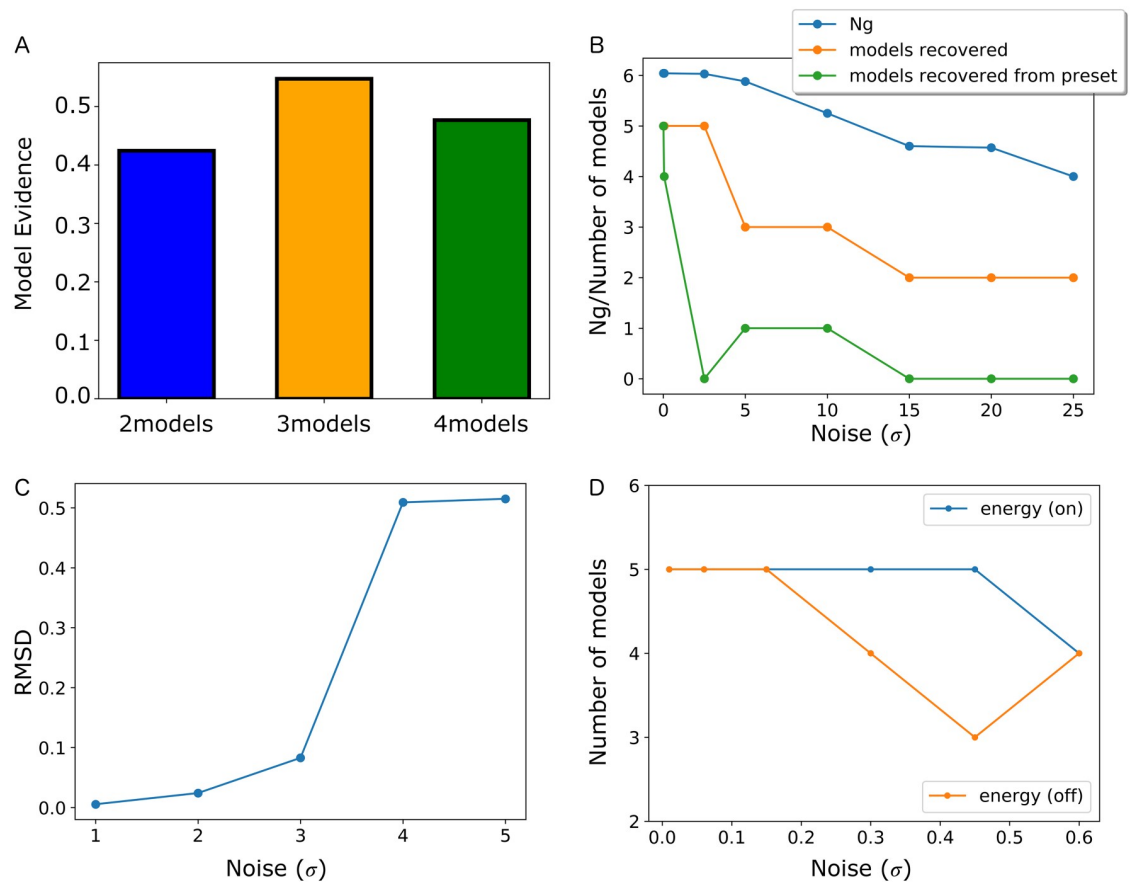 A
Model Evidence
0.5
0.4
0.3
0.2
0.1
0.0
2models
3models
4models
B
Ng
models recovered
models recovered from preset
Ng/Number of models
6
5
4
3
2
1
0
0
5
10
15
20
25
Noise (σ)
C
RMSD
0.5
0.4
0.3
0.2
0.1
0.0
1
2
3
4
5
Noise (σ)
D
energy (on)
energy (off)
Number of models
6
5
4
3
2
0.0
0.1
0.2
0.3
0.4
0.5
0.6
Noise (σ)